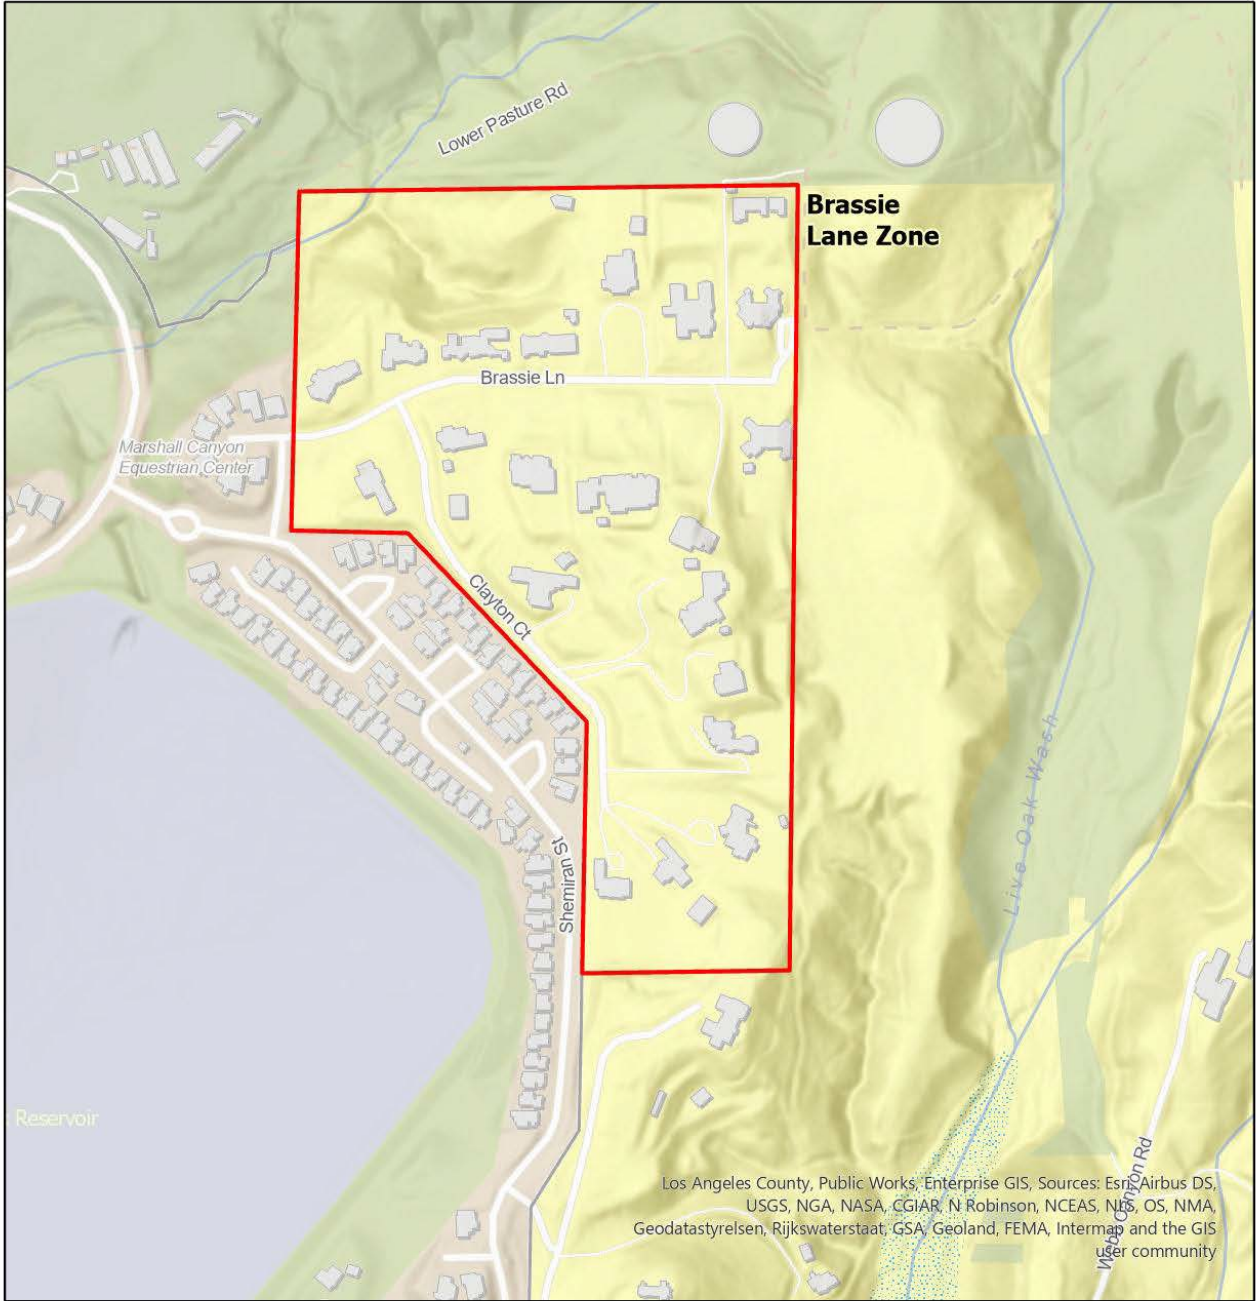 Lower Pasture Rd
Brassie
Lane Zone
Brassie Ln
Marshall Canyon
Equestrian Center
Clayton Ct
Live Oak Wash
Shemiran St
Reservoir
Webb Canyon Rd
Los Angeles County, Public Works, Enterprise GIS, Sources: Esri, Airbus DS,
USGS, NGA, NASA, CGIAR, N Robinson, NCEAS, NLS, OS, NMA,
Geodatastyrelsen, Rijkswaterstaat, GSA, Geoland, FEMA, Intermap and the GIS
user community